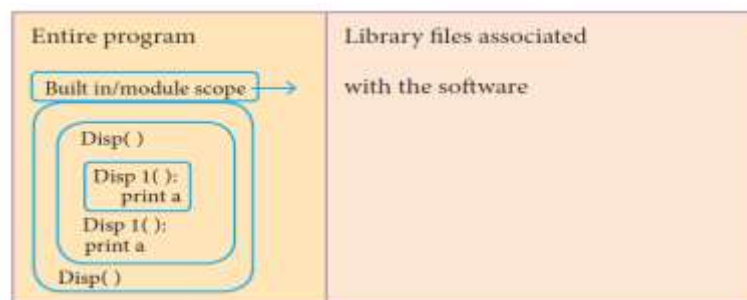 Entire program
Built in/module scope
Disp( )
Disp 1( ):
print a
Disp 1( ):
print a
Disp( )
Library files associated
with the software